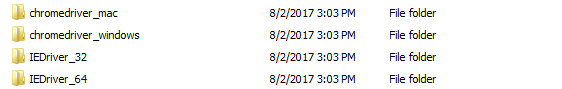 chromedriver_mac 8/2/2017 3:03 PM File folder
chromedriver_windows 8/2/2017 3:03 PM File folder
IEDriver_32 8/2/2017 3:03 PM File folder
IEDriver_64 8/2/2017 3:03 PM File folder